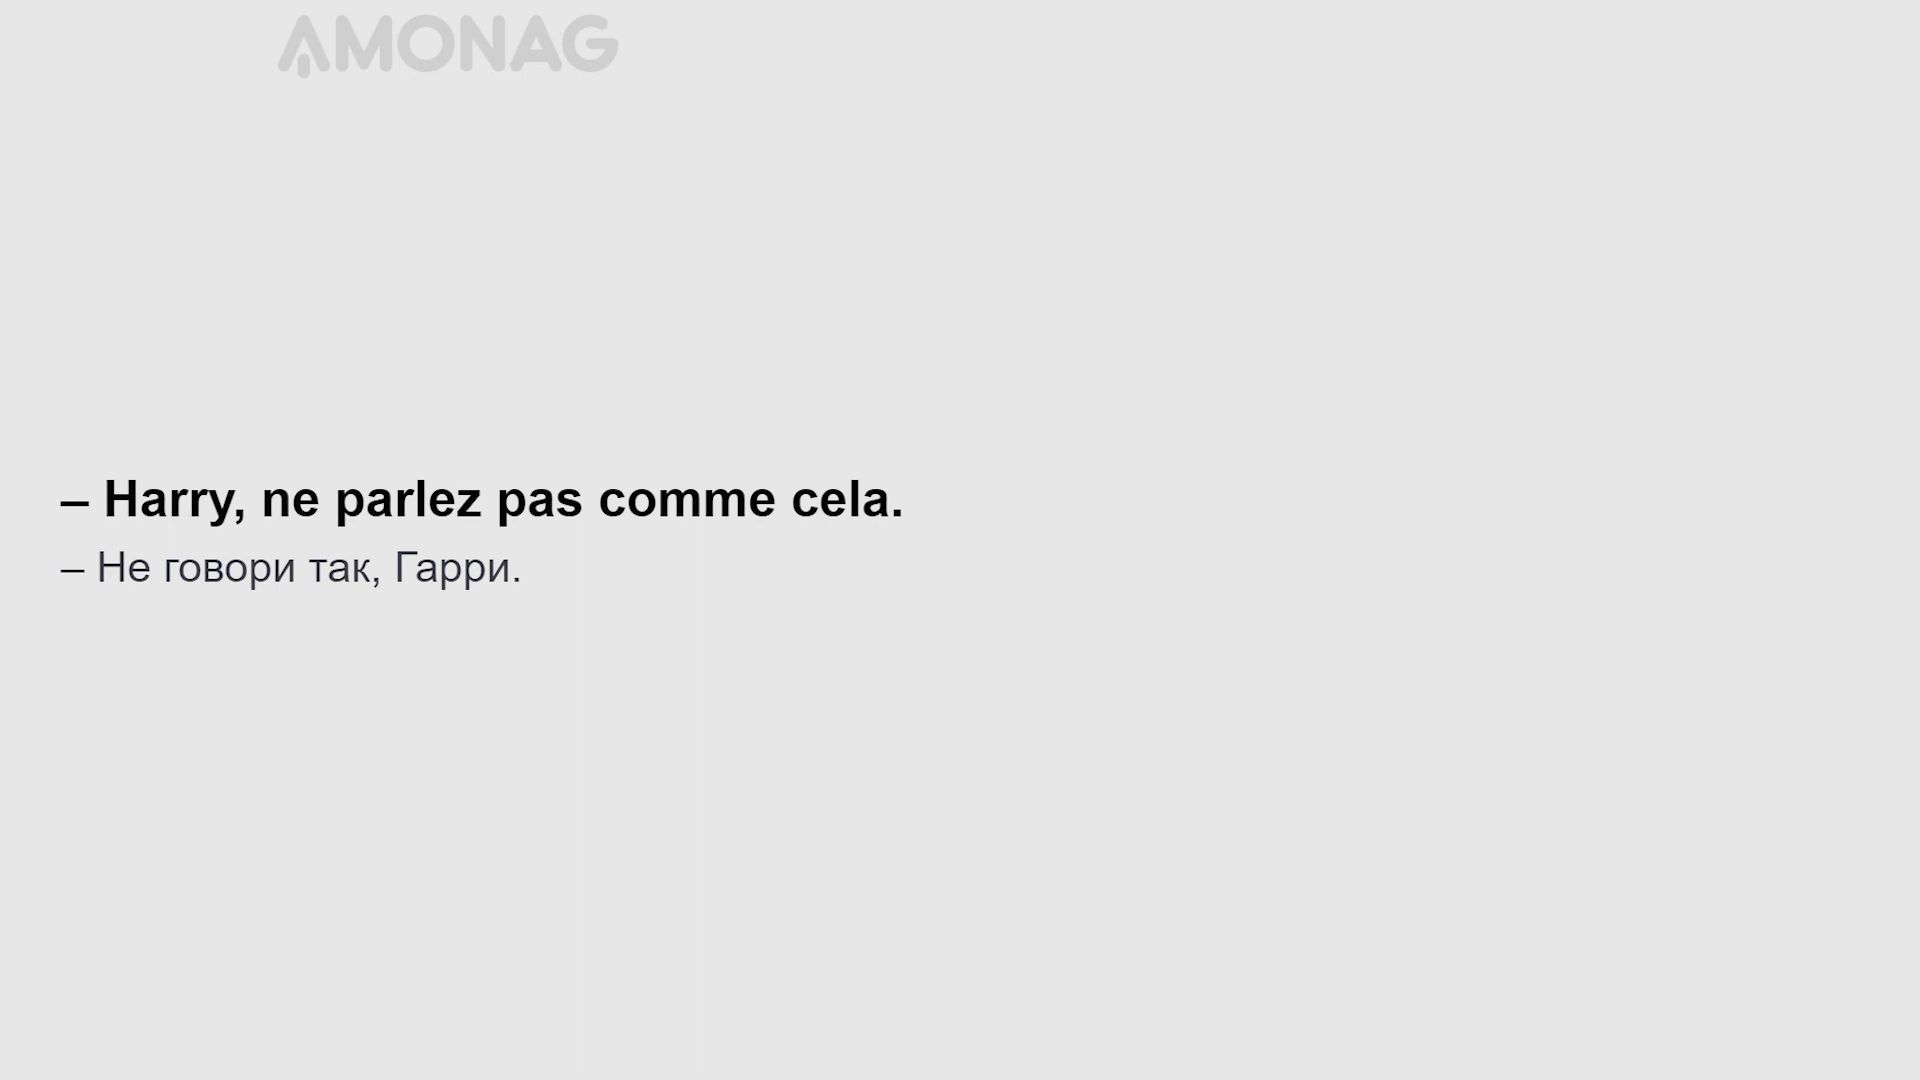 AMONAG
– Harry, ne parlez pas comme cela.
– Не говори так, Гарри.